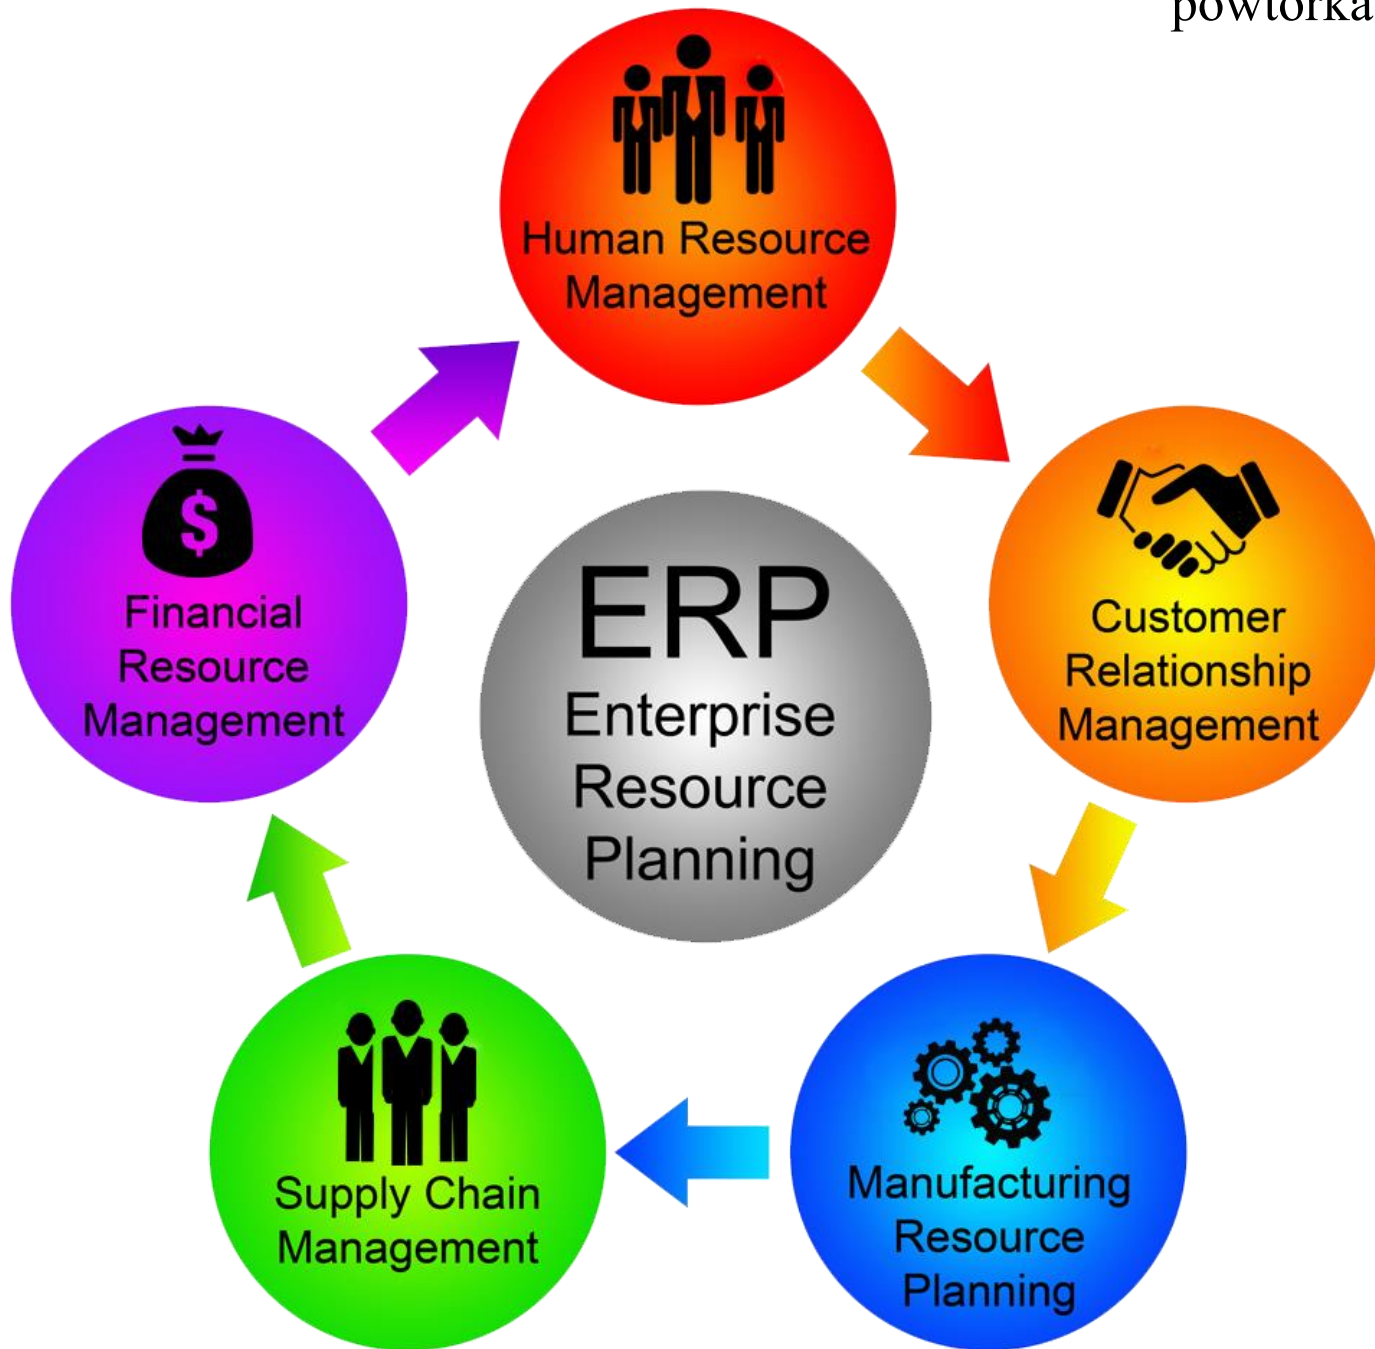 powtórka
Human Resource
Management
Financial
Resource
Management
ERP
Enterprise
Resource
Planning
Customer
Relationship
Management
Supply Chain
Management
Manufacturing
Resource
Planning
$